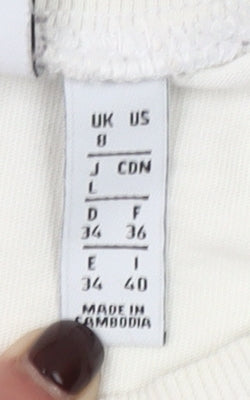 UK US
8
J CDN
L
D F
34 36
E I
34 40
MADE IN
CAMBODIA